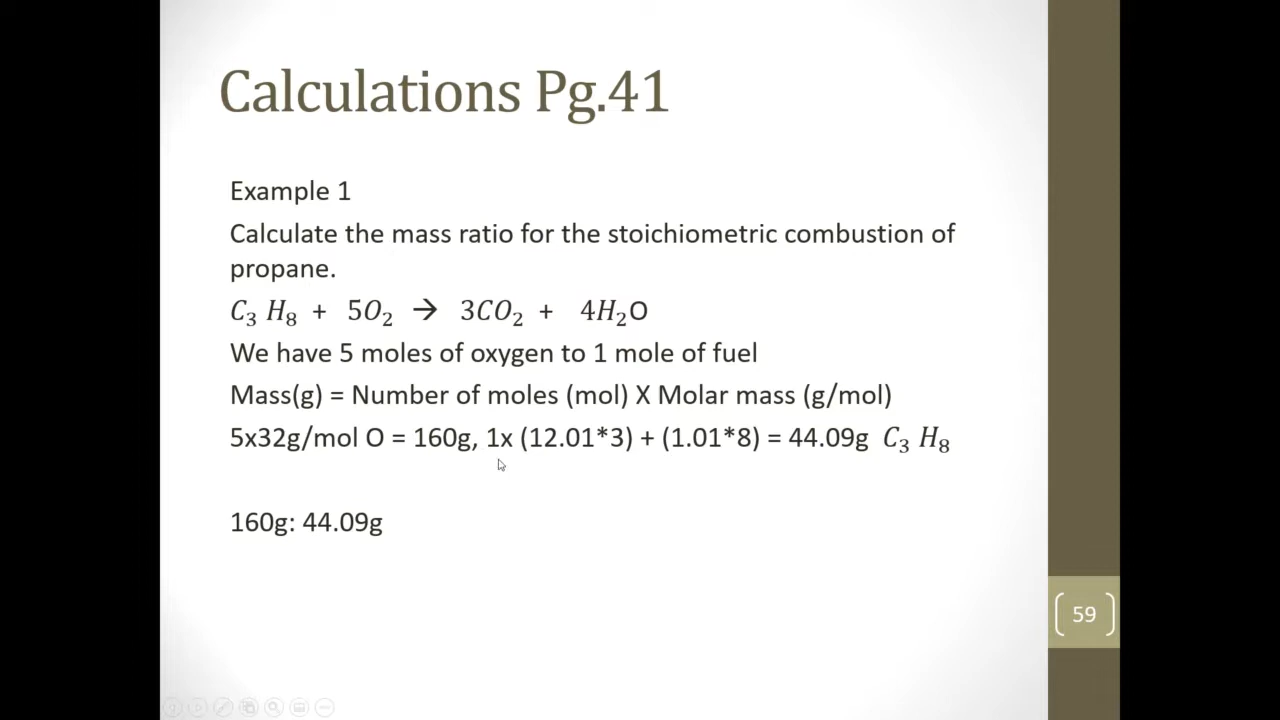 Calculations Pg.41
Example 1
Calculate the mass ratio for the stoichiometric combustion of
propane.
C₃ H₈ + 5O₂ → 3CO₂ + 4H₂O
We have 5 moles of oxygen to 1 mole of fuel
Mass(g) = Number of moles (mol) X Molar mass (g/mol)
5x32g/mol O = 160g, 1x (12.01*3) + (1.01*8) = 44.09g C₃ H₈
160g: 44.09g
59